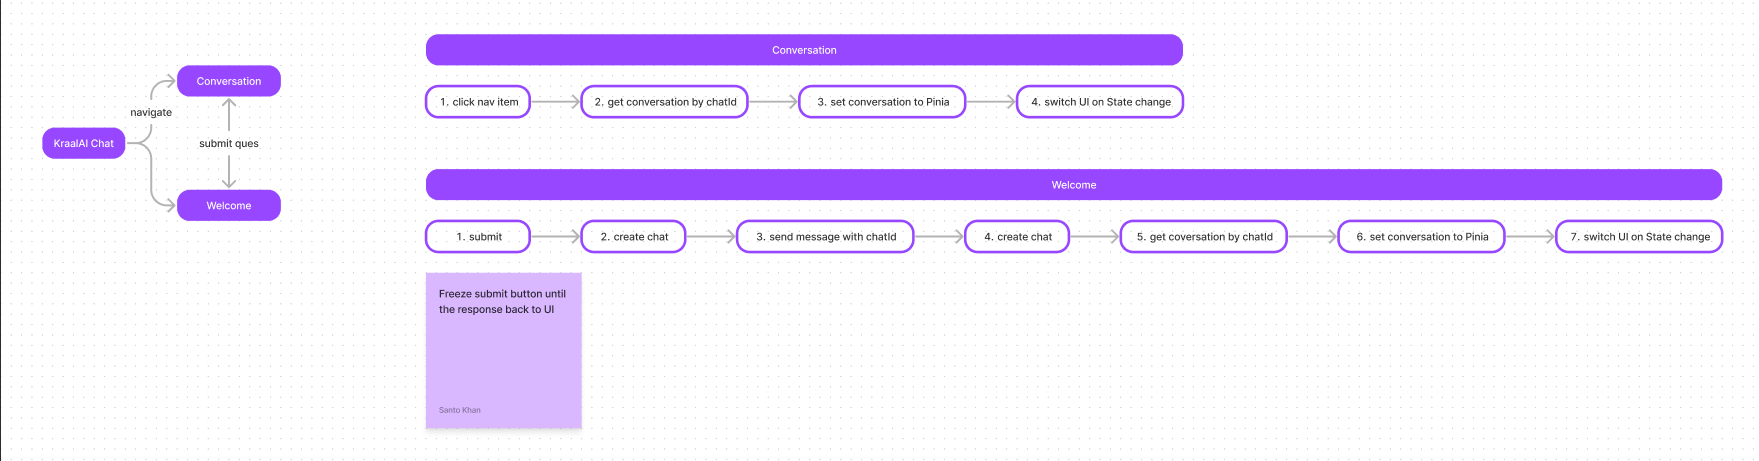 Conversation
navigate
KraalAI Chat
submit ques
Welcome
Conversation
1. click nav item
2. get conversation by chatId
3. set conversation to Pinia
4. switch UI on State change
Welcome
1. submit
2. create chat
3. send message with chatId
4. create chat
5. get coversation by chatId
6. set conversation to Pinia
7. switch UI on State change
Freeze submit button until
the response back to UI
Santo Khan